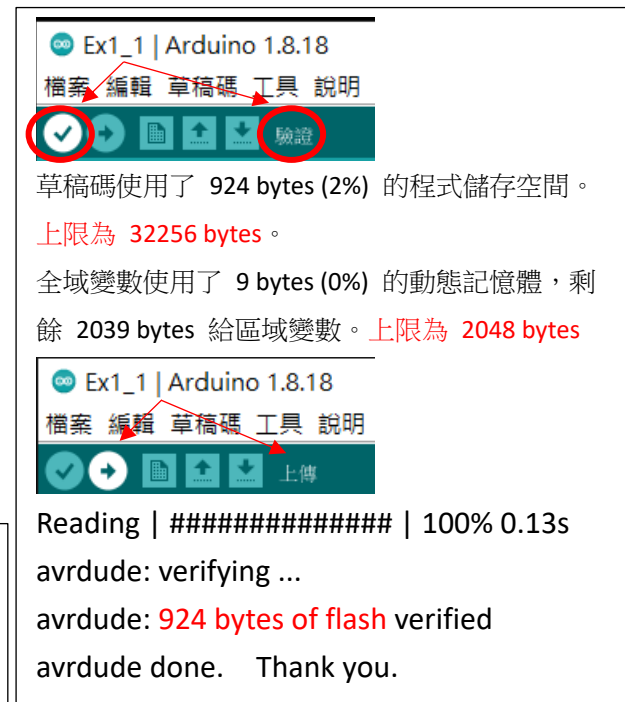 Ex1_1 | Arduino 1.8.18
檔案 編輯 草稿碼 工具 說明
驗證
草稿碼使用了 924 bytes (2%) 的程式儲存空間。
上限為 32256 bytes。
全域變數使用了 9 bytes (0%) 的動態記憶體，剩
餘 2039 bytes 給區域變數。上限為 2048 bytes
Ex1_1 | Arduino 1.8.18
檔案 編輯 草稿碼 工具 說明
上傳
Reading | ############## | 100% 0.13s
avrdude: verifying ...
avrdude: 924 bytes of flash verified
avrdude done. Thank you.